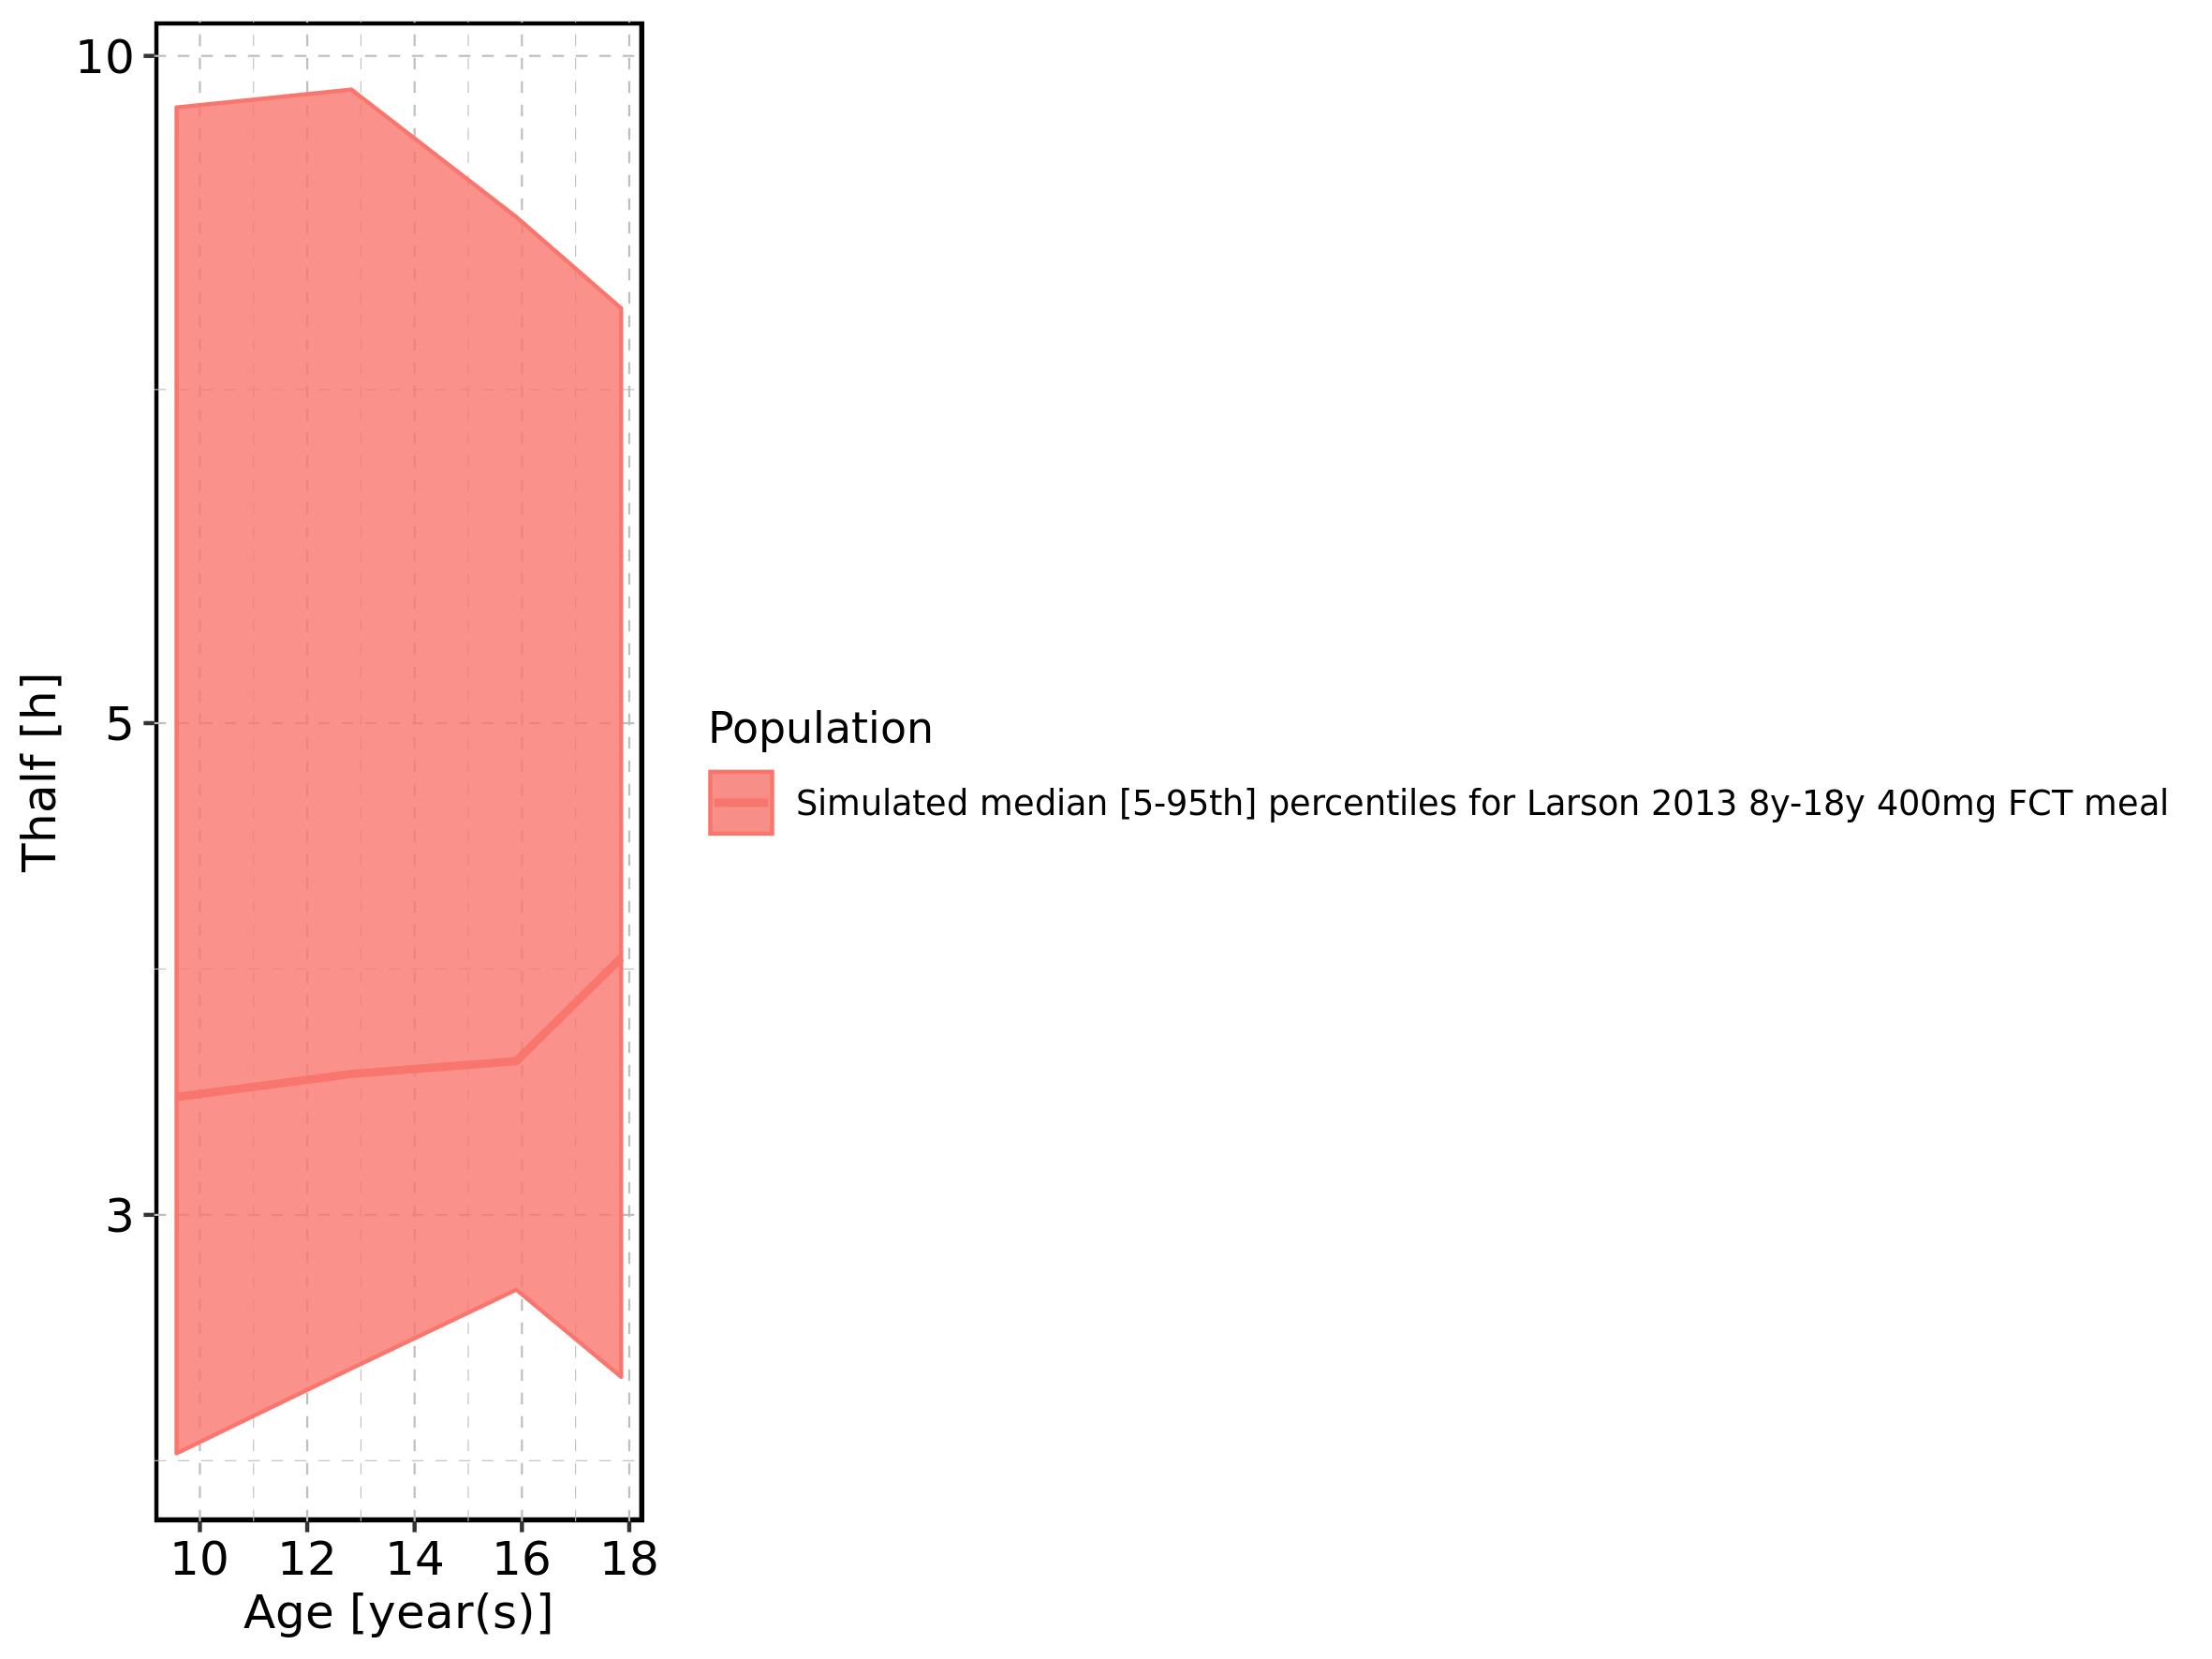 10
5
3
Thalf [h]
10 12 14 16 18
Age [year(s)]
Population
Simulated median [5-95th] percentiles for Larson 2013 8y-18y 400mg FCT meal